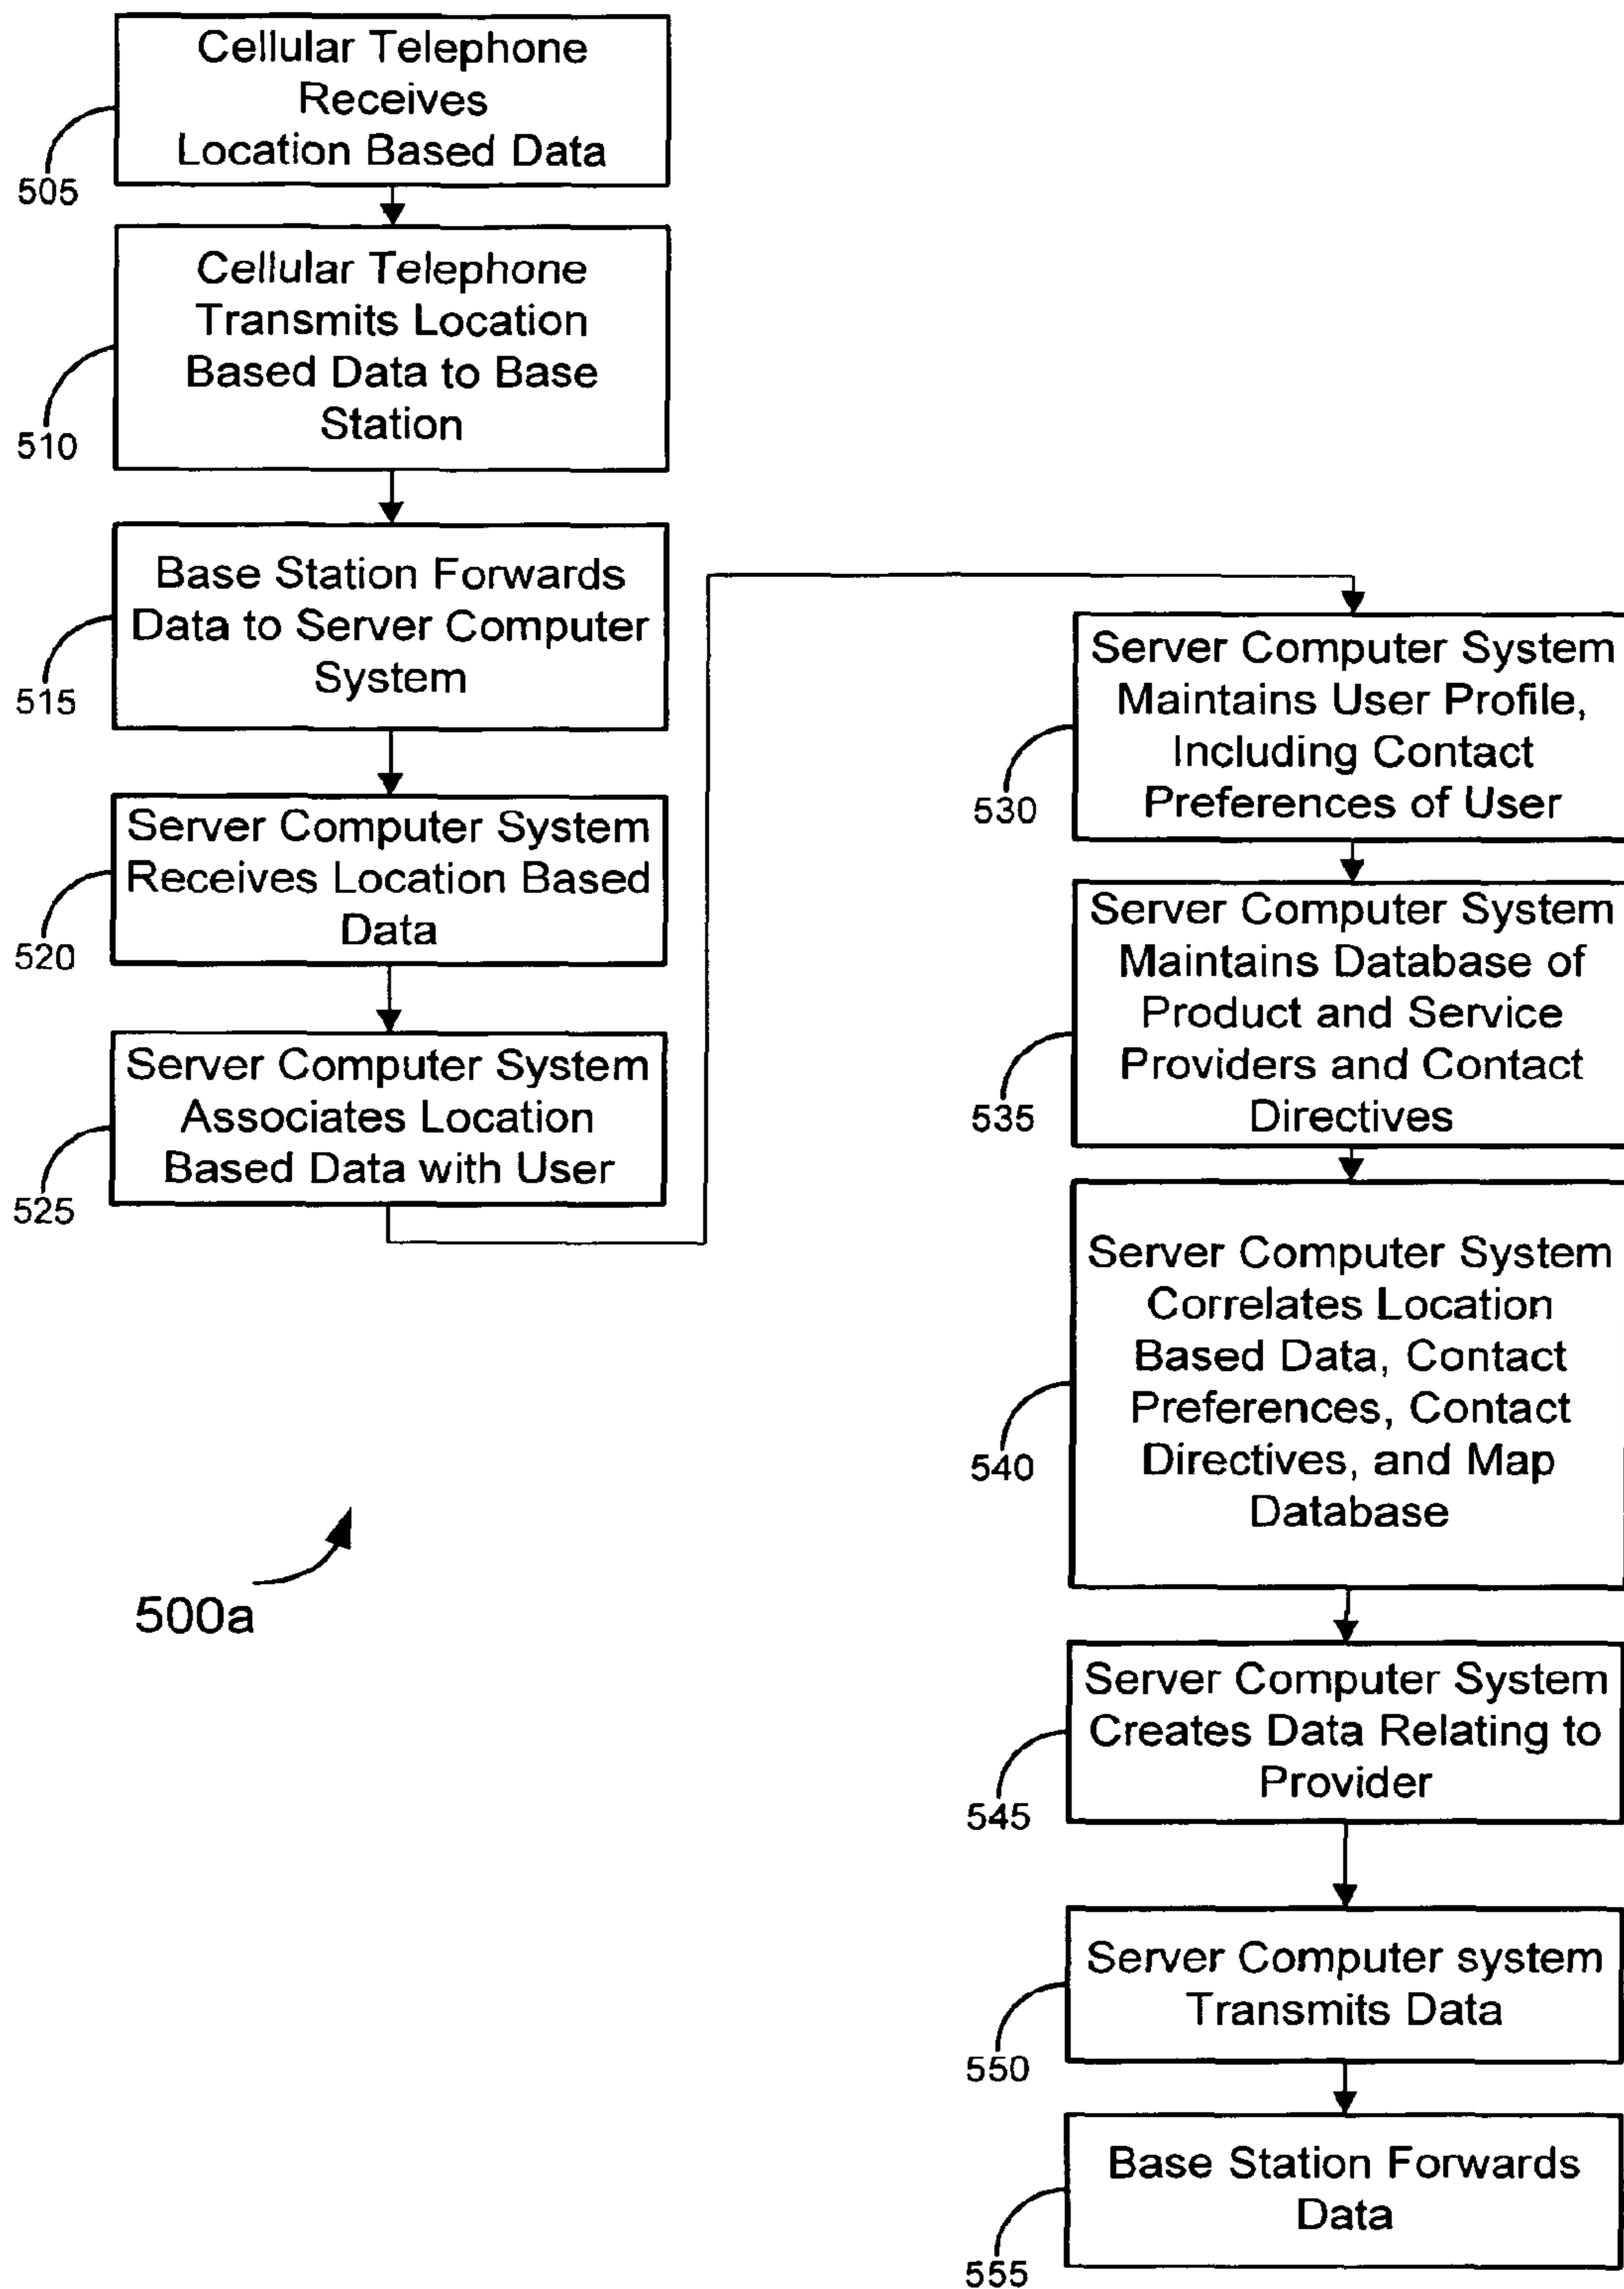 Cellular Telephone
Receives
Location Based Data
505
Cellular Telephone
Transmits Location
Based Data to Base
Station
510
Base Station Forwards
Data to Server Computer
System
515
Server Computer System
Receives Location Based
Data
520
Server Computer System
Associates Location
Based Data with User
525
500a
Server Computer System
Maintains User Profile,
Including Contact
Preferences of User
530
Server Computer System
Maintains Database of
Product and Service
Providers and Contact
Directives
535
Server Computer System
Correlates Location
Based Data, Contact
Preferences, Contact
Directives, and Map
Database
540
Server Computer System
Creates Data Relating to
Provider
545
Server Computer system
Transmits Data
550
Base Station Forwards
Data
555